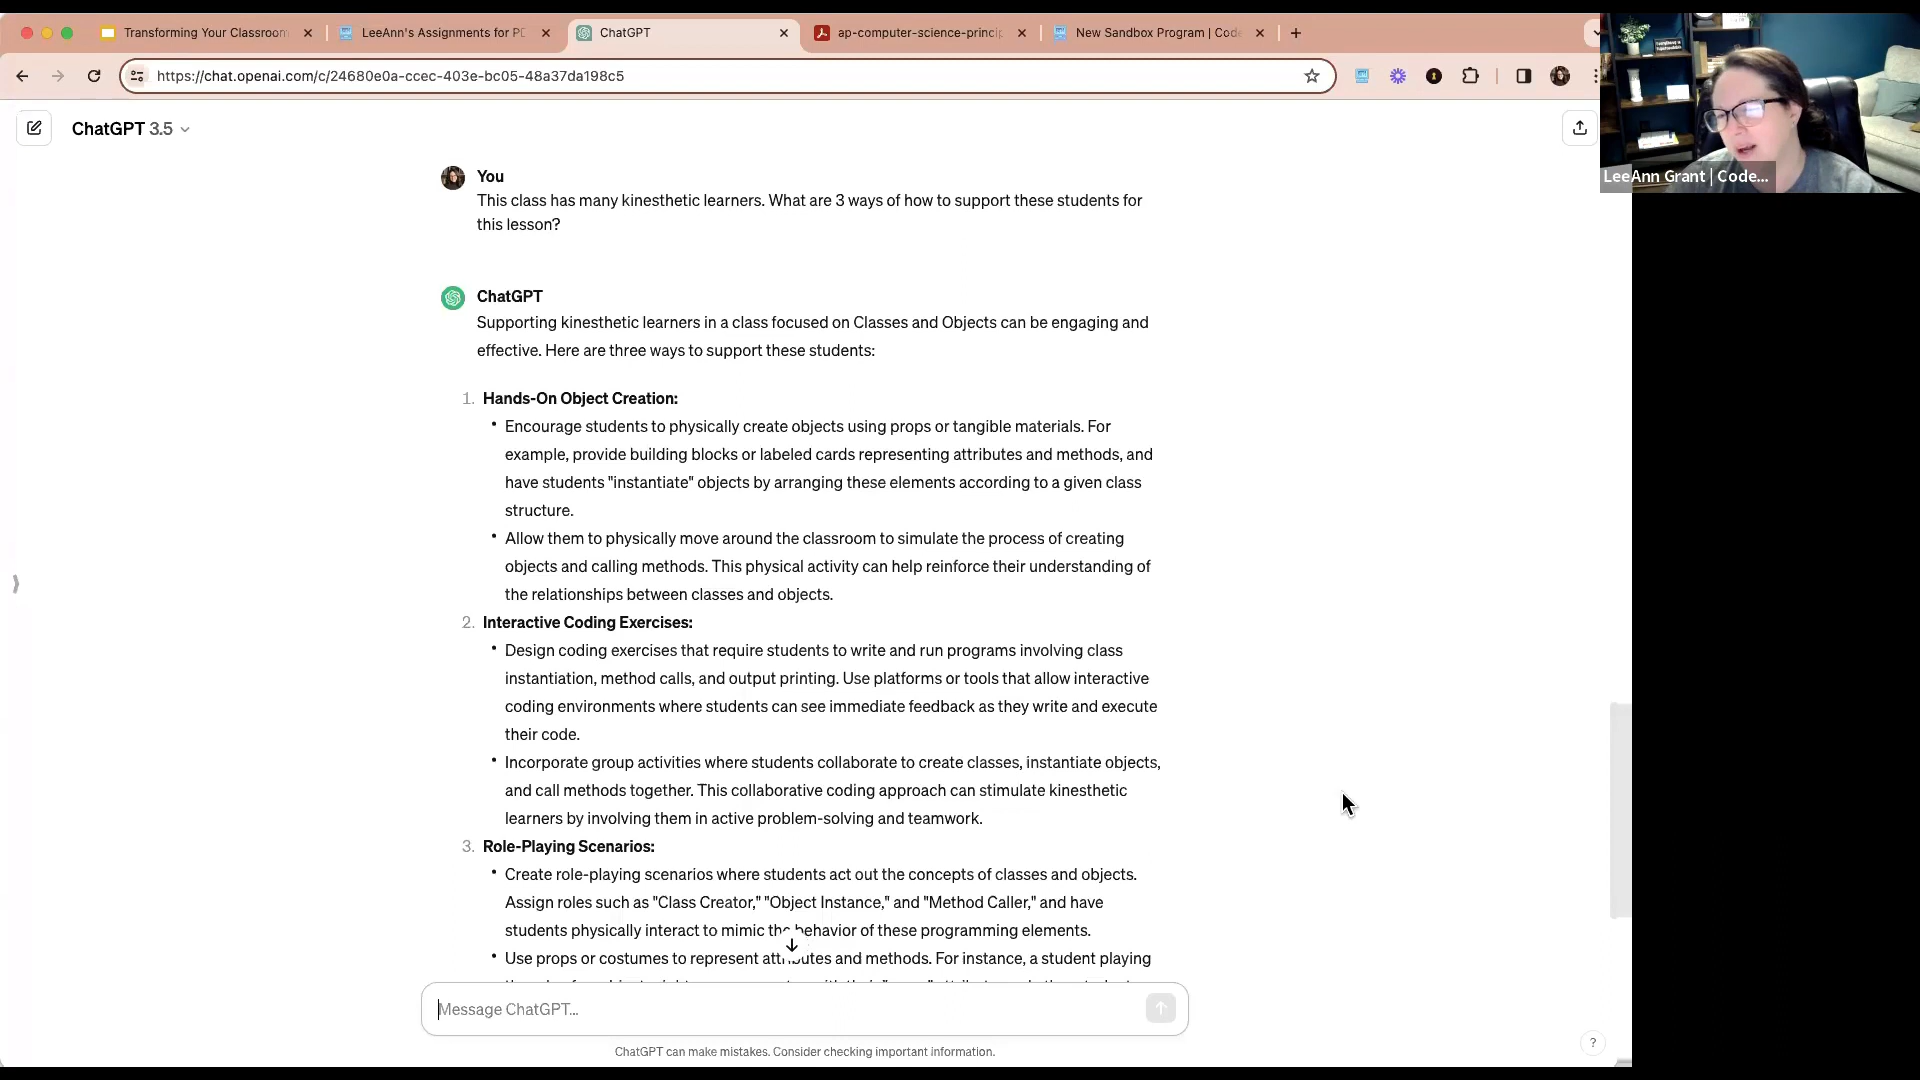 Transforming Your Classroom
LeeAnn's Assignments for PD
ChatGPT
ap-computer-science-princip
New Sandbox Program | Code
https://chat.openai.com/c/24680e0a-ccec-403e-bc05-48a37da198c5
LeeAnn Grant | Code...
ChatGPT 3.5
You
This class has many kinesthetic learners. What are 3 ways of how to support these students for
this lesson?
ChatGPT
Supporting kinesthetic learners in a class focused on Classes and Objects can be engaging and
effective. Here are three ways to support these students:
1. Hands-On Object Creation:
• Encourage students to physically create objects using props or tangible materials. For
example, provide building blocks or labeled cards representing attributes and methods, and
have students "instantiate" objects by arranging these elements according to a given class
structure.
• Allow them to physically move around the classroom to simulate the process of creating
objects and calling methods. This physical activity can help reinforce their understanding of
the relationships between classes and objects.
2. Interactive Coding Exercises:
• Design coding exercises that require students to write and run programs involving class
instantiation, method calls, and output printing. Use platforms or tools that allow interactive
coding environments where students can see immediate feedback as they write and execute
their code.
• Incorporate group activities where students collaborate to create classes, instantiate objects,
and call methods together. This collaborative coding approach can stimulate kinesthetic
learners by involving them in active problem-solving and teamwork.
3. Role-Playing Scenarios:
• Create role-playing scenarios where students act out the concepts of classes and objects.
Assign roles such as "Class Creator," "Object Instance," and "Method Caller," and have
students physically interact to mimic the behavior of these programming elements.
• Use props or costumes to represent attributes and methods. For instance, a student playing
Message ChatGPT...
ChatGPT can make mistakes. Consider checking important information.
?